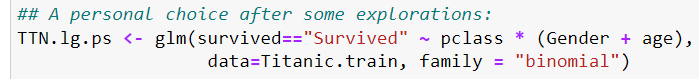 ## A personal choice after some explorations:
TTN.lg.ps <- glm(survived=="Survived" ~ pclass * (Gender + age),
data=Titanic.train, family = "binomial")